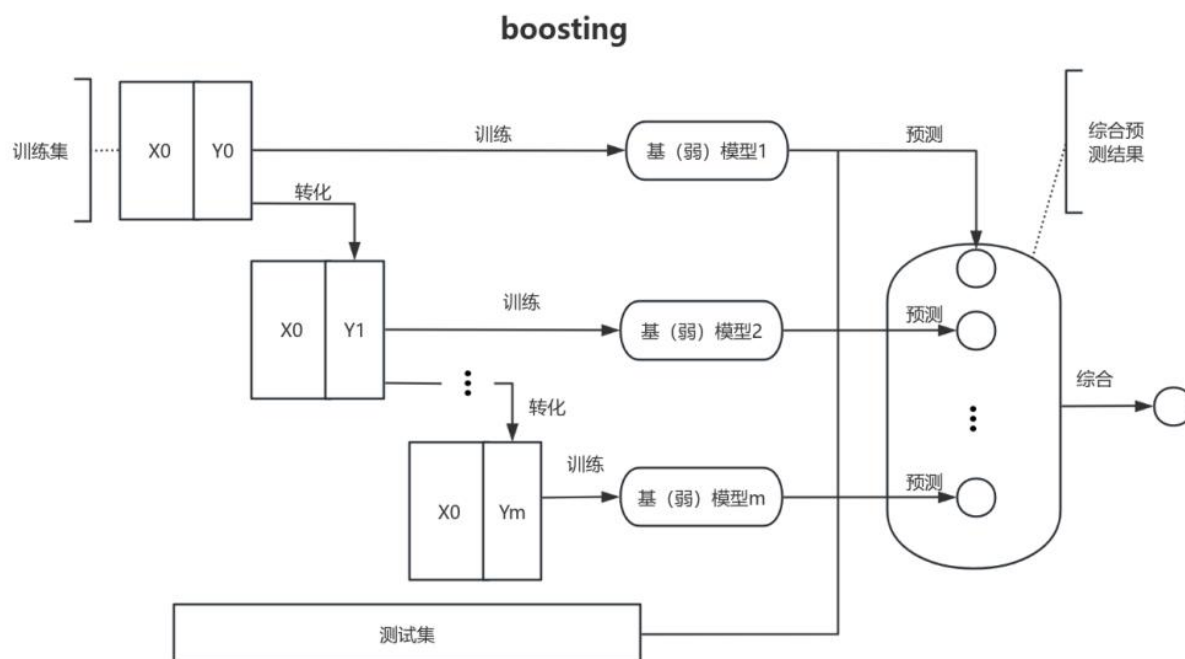 boosting
训练集
X0
Y0
训练
基（弱）模型1
预测
综合预
测结果
转化
X0
Y1
训练
基（弱）模型2
预测
综合
转化
X0
Ym
训练
基（弱）模型m
预测
测试集